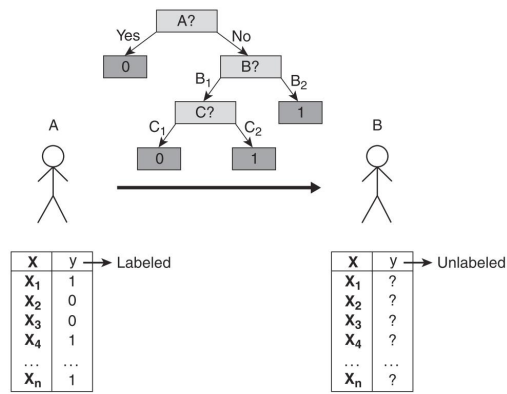 A?
Yes No
0 B?
B₁ B₂
C? 1
C₁ C₂
0 1
A B
X y Labeled
X₁ 1
X₂ 0
X₃ 0
X₄ 1
... ...
Xₙ 1
X y Unlabeled
X₁ ?
X₂ ?
X₃ ?
X₄ ?
... ...
Xₙ ?